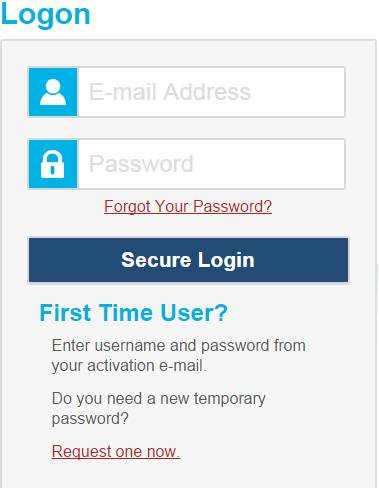 Logon
E-mail Address
Password
Forgot Your Password?
Secure Login
First Time User?
Enter username and password from
your activation e-mail.
Do you need a new temporary
password?
Request one now.